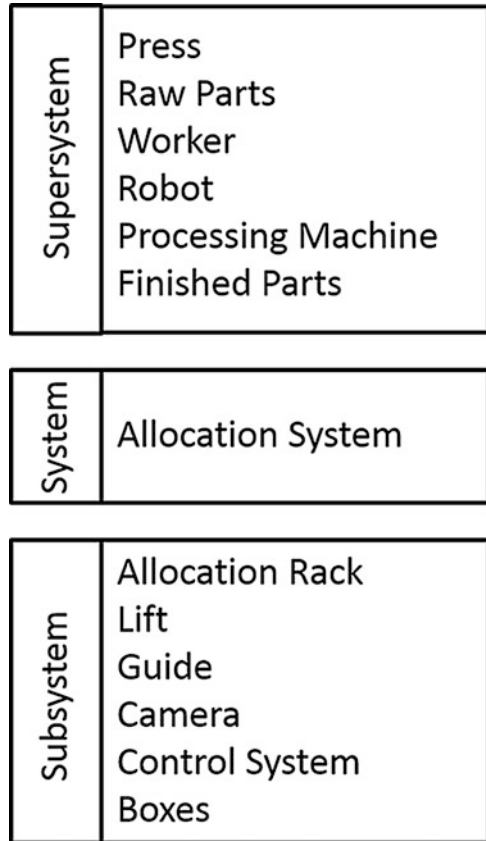 Supersystem
Press
Raw Parts
Worker
Robot
Processing Machine
Finished Parts
System
Allocation System
Subsystem
Allocation Rack
Lift
Guide
Camera
Control System
Boxes